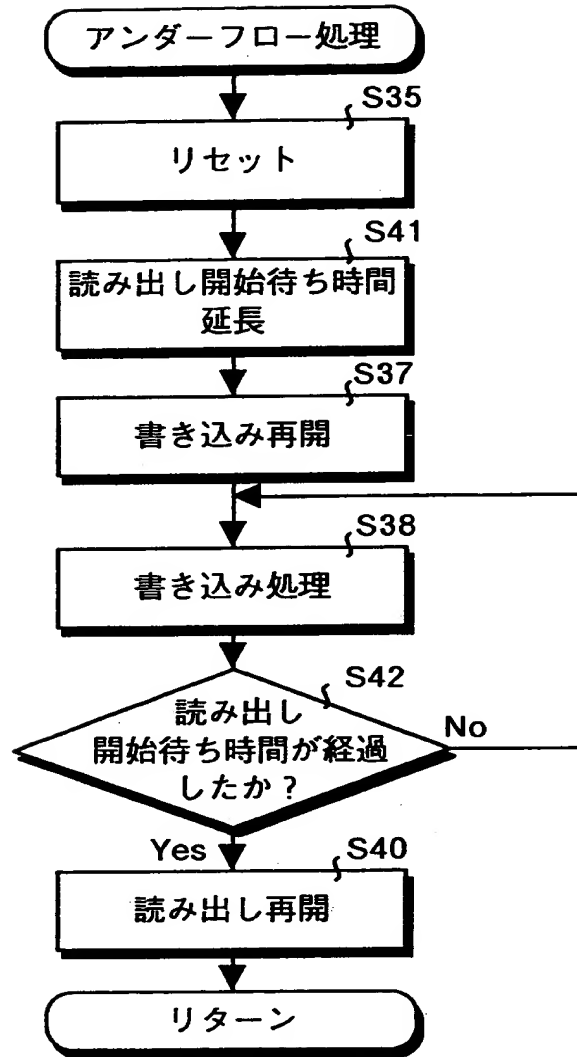 アンダーフロー処理
S35
リセット
S41
読み出し開始待ち時間
延長
S37
書き込み再開
S38
書き込み処理
S42
読み出し
開始待ち時間が経過
したか？
No
Yes
S40
読み出し再開
リターン